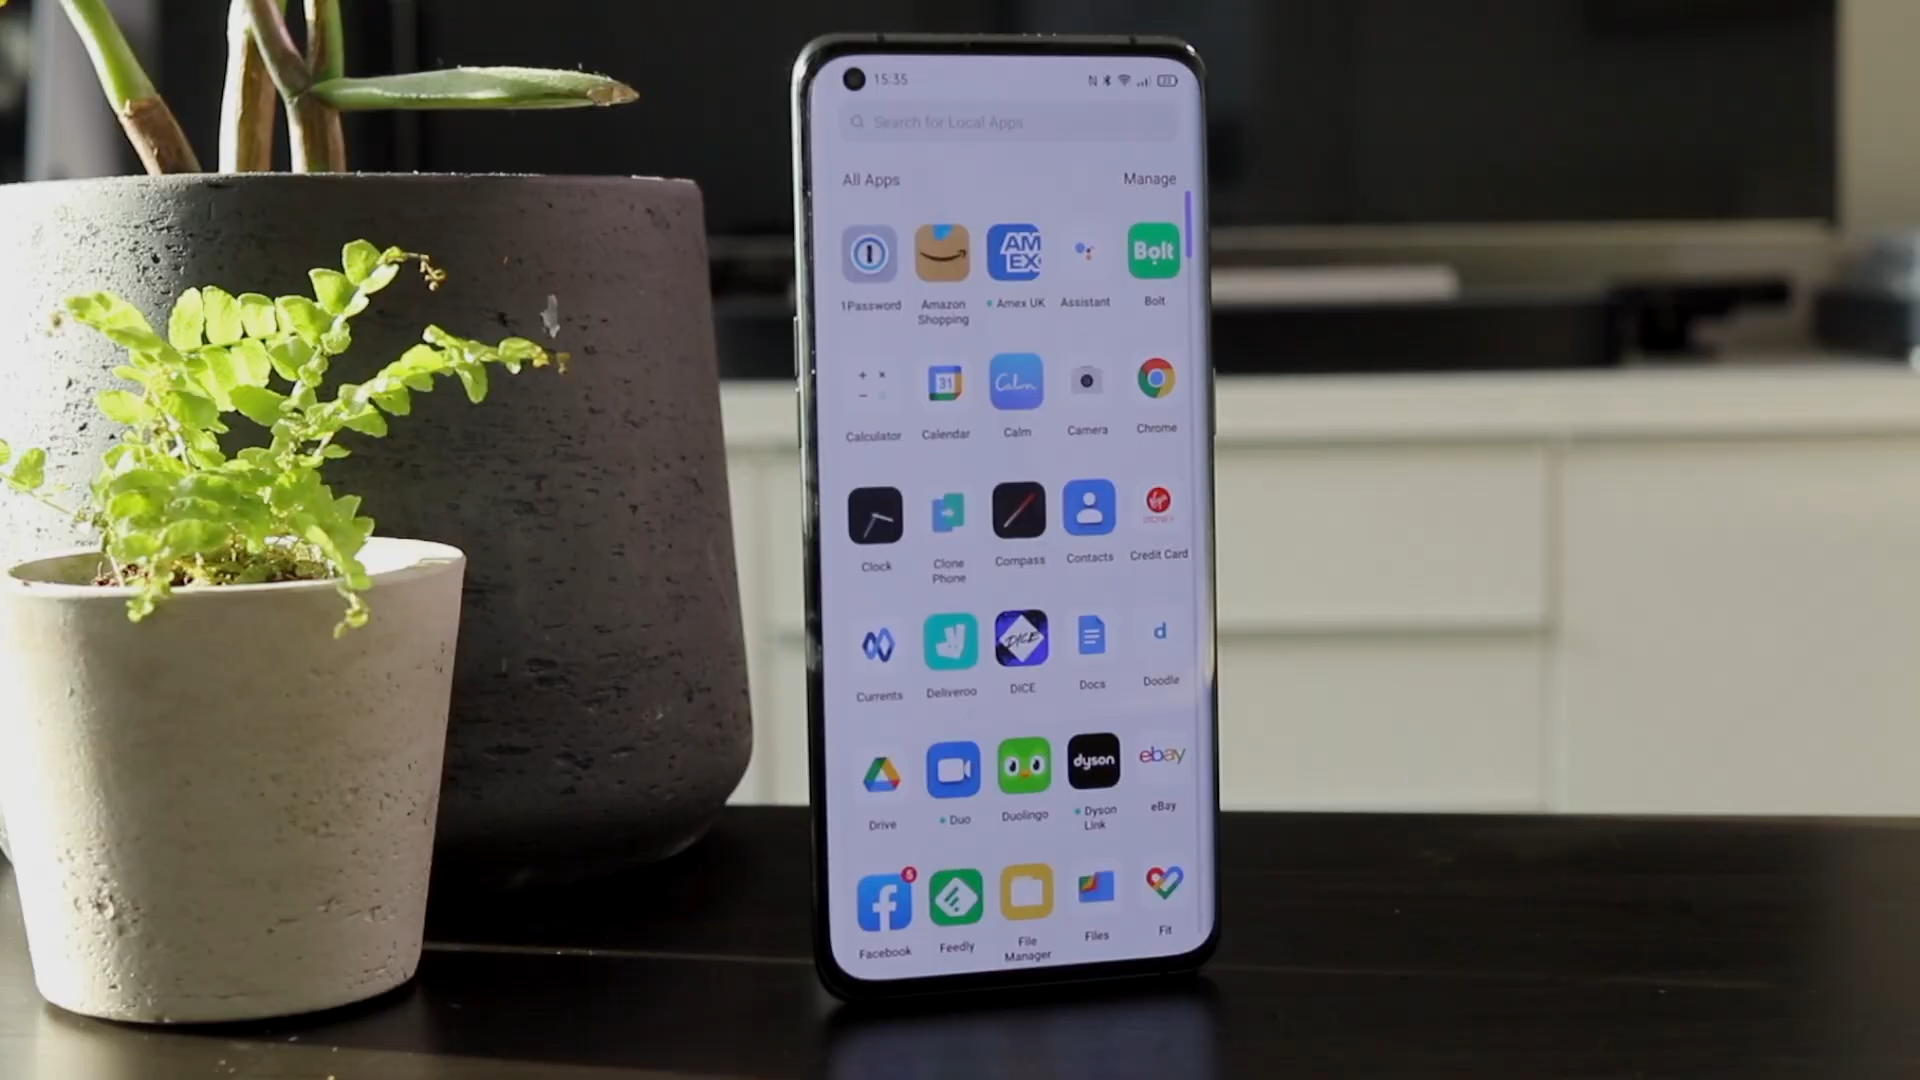 15:35
Search for Local Apps
All Apps Manage
AM
EX
Bolt
1Password Amazon Shopping Amex UK Assistant Bolt
31 Calm
Calculator Calendar Calm Camera Chrome
Virgin
Clock Clone Phone Compass Contacts Credit Card
DICE d
Currents Deliveroo DICE Docs Doodle
dyson ebay
Drive Duo Duolingo Dyson Link eBay
5
Facebook Feedly File Manager Files Fit